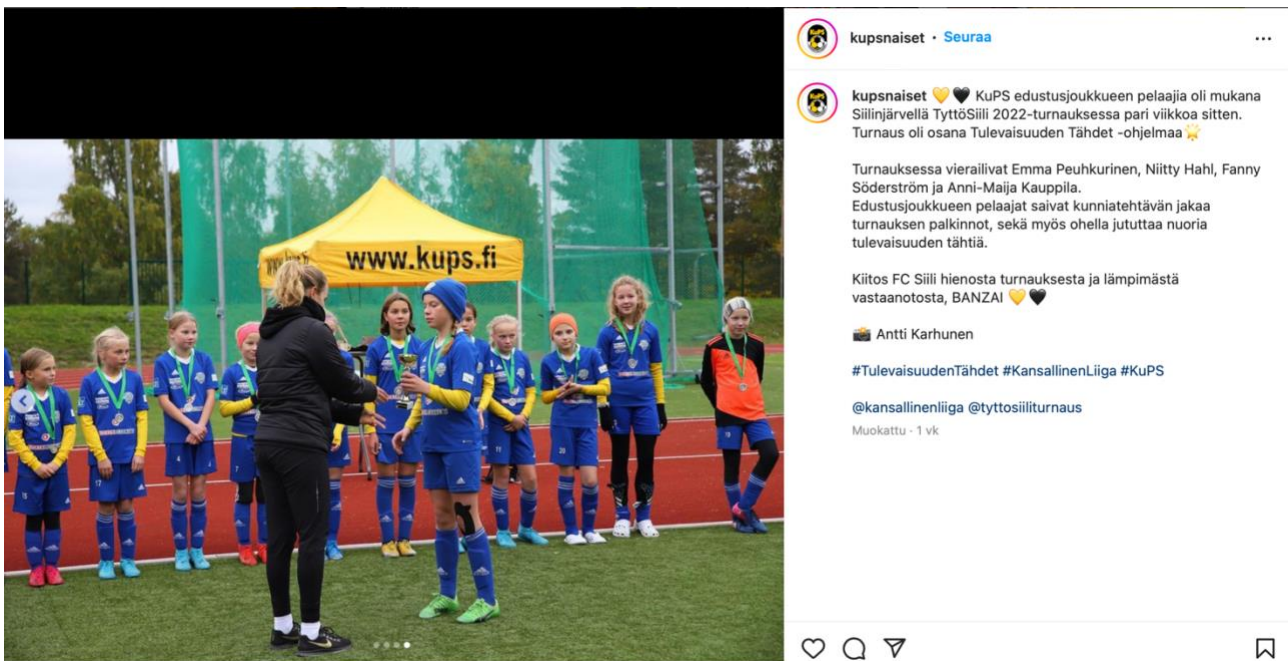 kupsnaiset • Seuraa
kupsnaiset 💛🖤 KuPS edustusjoukkueen pelaajia oli mukana
Siilinjärvellä TyttöSiili 2022-turnauksessa pari viikkoa sitten.
Turnaus oli osana Tulevaisuuden Tähdet -ohjelmaa🌟
Turnauksessa vierailivat Emma Peuhkurinen, Niitty Hahl, Fanny
Söderström ja Anni-Maija Kauppila.
Edustusjoukkueen pelaajat saivat kunniatehtävän jakaa
turnauksen palkinnot, sekä myös ohella jututtaa nuoria
tulevaisuuden tähtiä.
Kiitos FC Siili hienosta turnauksesta ja lämpimästä
vastaanotosta, BANZAI 💛🖤
📸 Antti Karhunen
#TulevaisuudenTähdet #KansallinenLiiga #KuPS
@kansallinenliiga @tyttosiiliturnaus
Muokattu · 1 vk
www.kups.fi